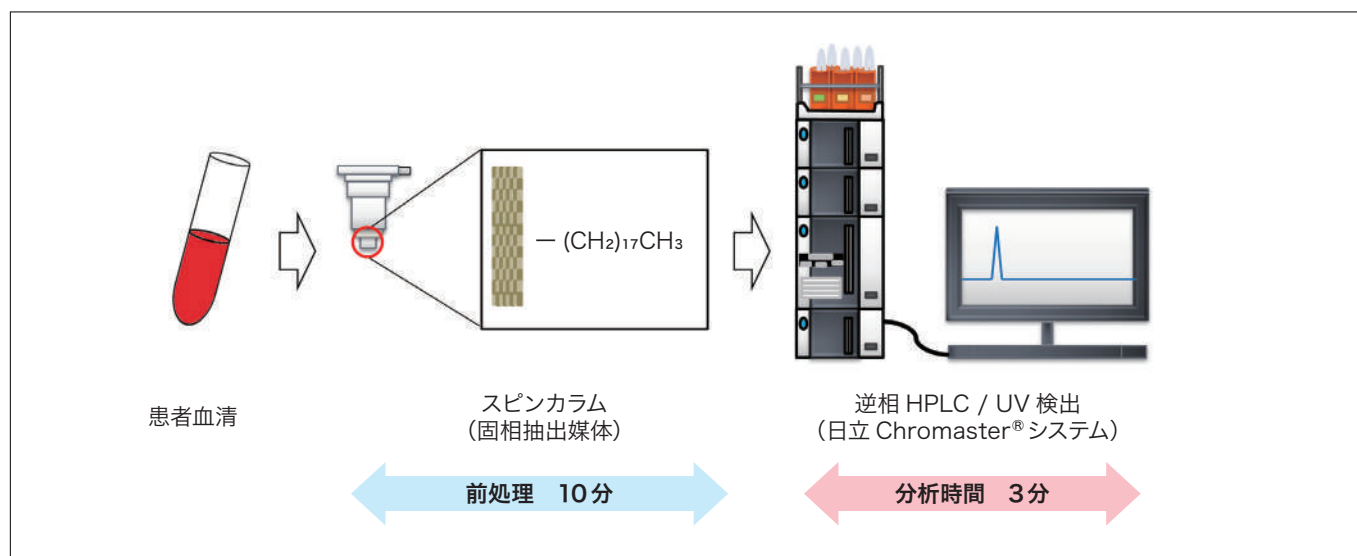 — (CH₂)₁₇CH₃
患者血清
スピンカラム
（固相抽出媒体）
逆相 HPLC / UV 検出
（日立 Chromaster® システム）
前処理　10分
分析時間　3分